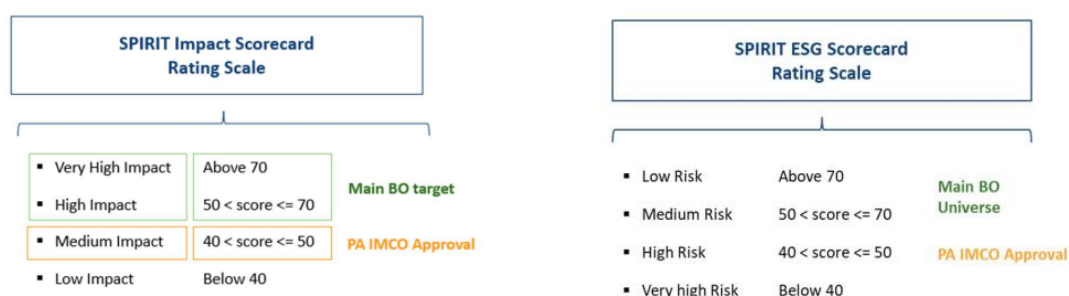 SPIRIT Impact Scorecard
Rating Scale
▪ Very High Impact Above 70
▪ High Impact 50 < score <= 70
Main BO target
▪ Medium Impact 40 < score <= 50 PA IMCO Approval
▪ Low Impact Below 40
SPIRIT ESG Scorecard
Rating Scale
▪ Low Risk Above 70
▪ Medium Risk 50 < score <= 70
Main BO
Universe
▪ High Risk 40 < score <= 50 PA IMCO Approval
▪ Very high Risk Below 40